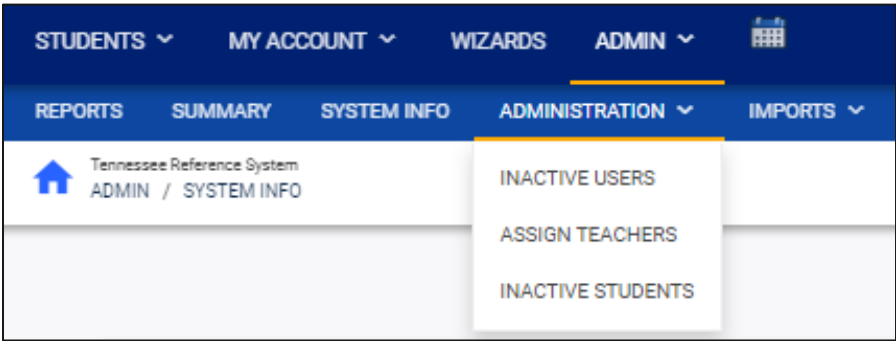 STUDENTS MY ACCOUNT WIZARDS ADMIN
REPORTS SUMMARY SYSTEM INFO ADMINISTRATION IMPORTS
Tennessee Reference System
ADMIN / SYSTEM INFO
INACTIVE USERS
ASSIGN TEACHERS
INACTIVE STUDENTS